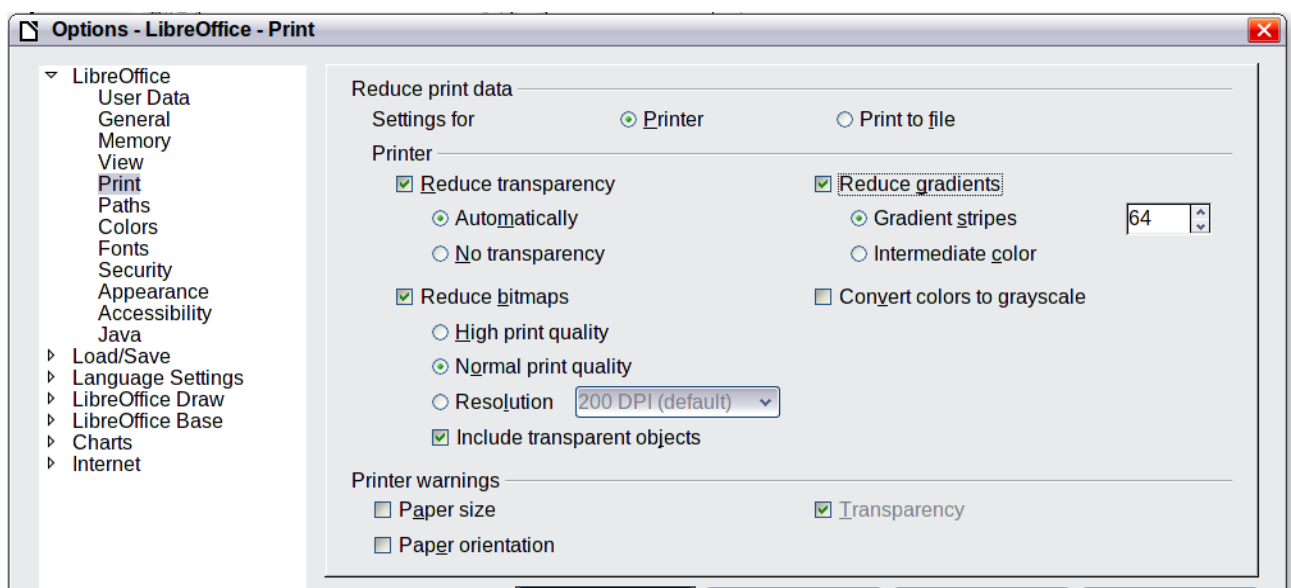 Options - LibreOffice - Print
LibreOffice
User Data
General
Memory
View
Print
Paths
Colors
Fonts
Security
Appearance
Accessibility
Java
Load/Save
Language Settings
LibreOffice Draw
LibreOffice Base
Charts
Internet
Reduce print data
Settings for Printer Print to file
Printer
Reduce transparency Reduce gradients
Automatically Gradient stripes 64
No transparency Intermediate color
Reduce bitmaps Convert colors to grayscale
High print quality
Normal print quality
Resolution 200 DPI (default)
Include transparent objects
Printer warnings
Paper size Transparency
Paper orientation